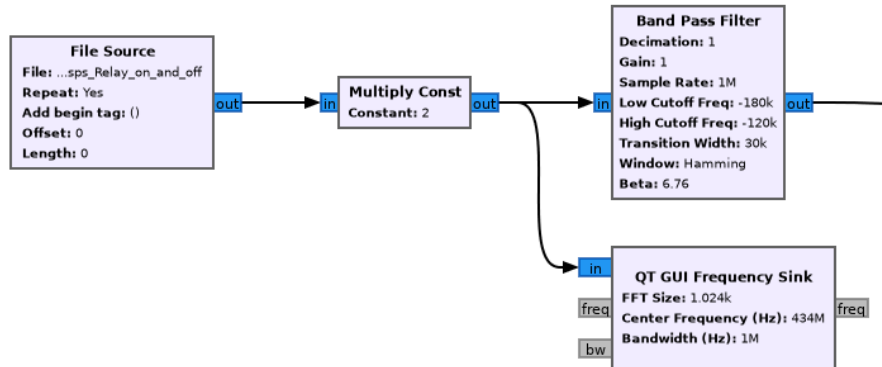 File Source
File: ...sps_Relay_on_and_off
Repeat: Yes
Add begin tag: ()
Offset: 0
Length: 0
out
in
Multiply Const
Constant: 2
out
in
Band Pass Filter
Decimation: 1
Gain: 1
Sample Rate: 1M
Low Cutoff Freq: -180k
High Cutoff Freq: -120k
Transition Width: 30k
Window: Hamming
Beta: 6.76
out
in
freq
bw
QT GUI Frequency Sink
FFT Size: 1.024k
Center Frequency (Hz): 434M
Bandwidth (Hz): 1M
freq